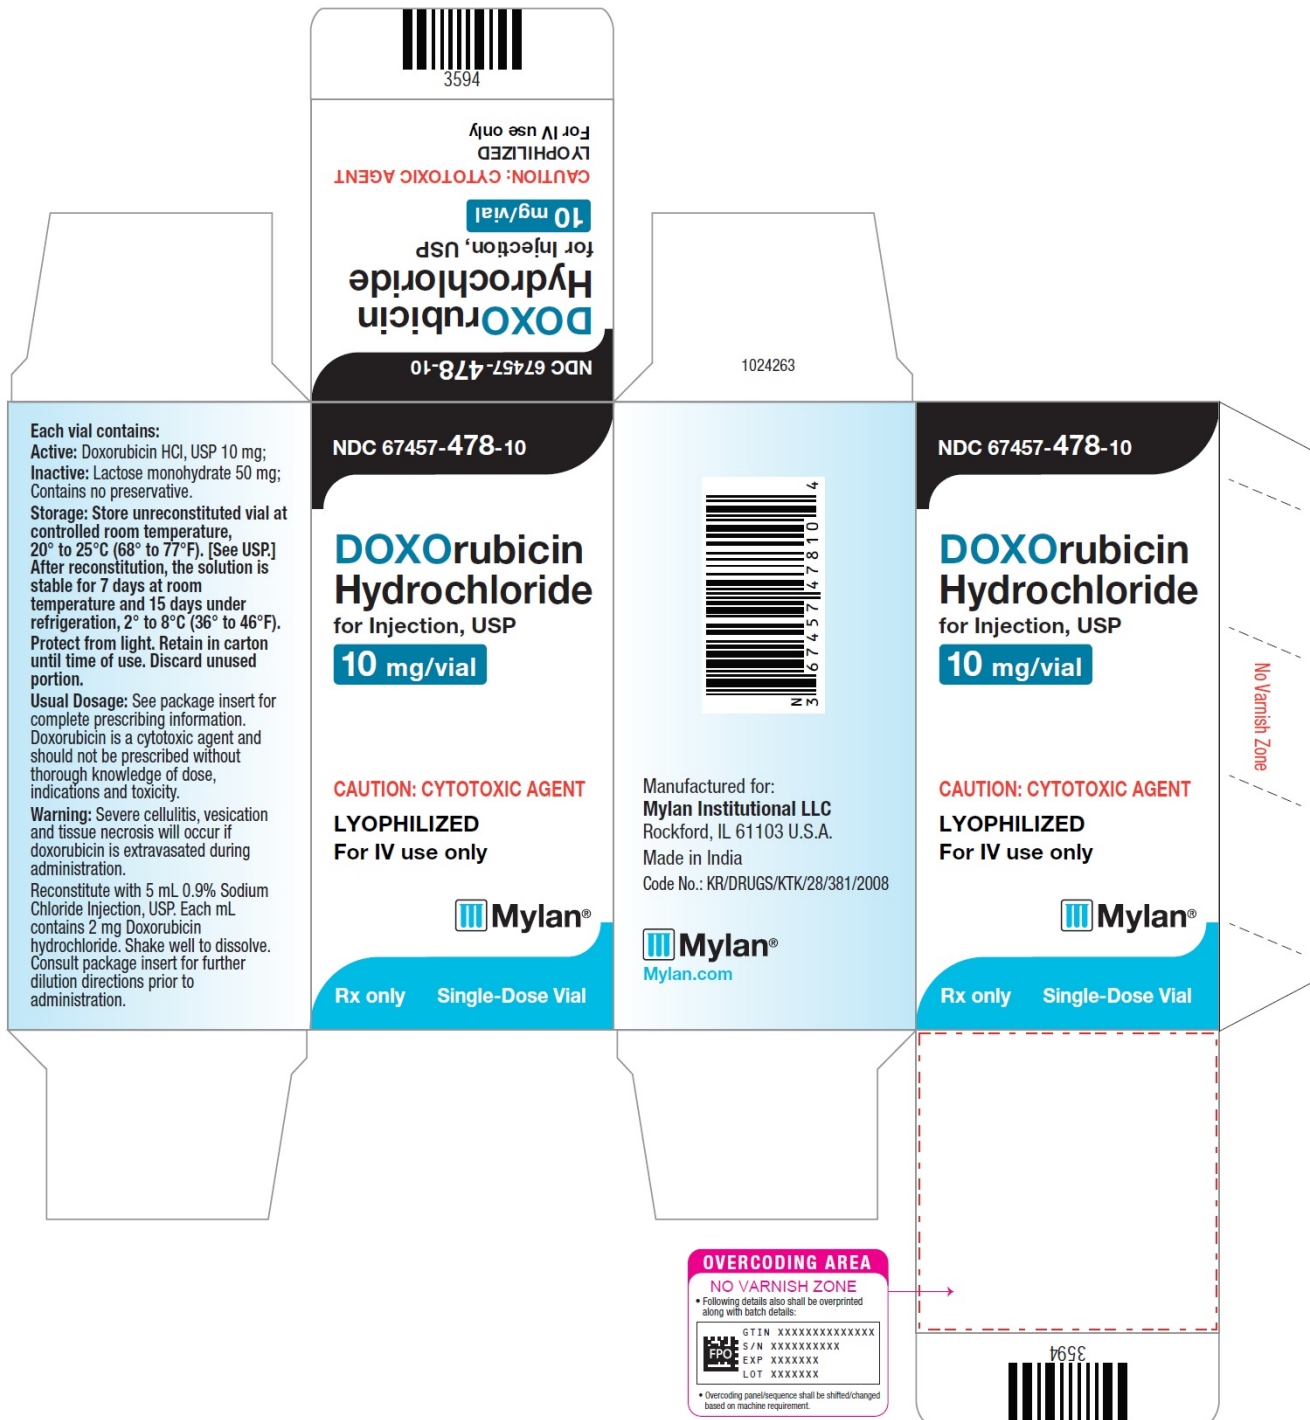 3594
For IV use only
LYOPHILIZED
CAUTION: CYTOTOXIC AGENT
10 mg/vial
for Injection, USP
Hydrochloride
DOXOrubicin
NDC 67457-478-10
1024263
Each vial contains:
Active: Doxorubicin HCl, USP 10 mg;
Inactive: Lactose monohydrate 50 mg;
Contains no preservative.
Storage: Store unreconstituted vial at
controlled room temperature,
20° to 25°C (68° to 77°F). [See USP.]
After reconstitution, the solution is
stable for 7 days at room
temperature and 15 days under
refrigeration, 2° to 8°C (36° to 46°F).
Protect from light. Retain in carton
until time of use. Discard unused
portion.
Usual Dosage: See package insert for
complete prescribing information.
Doxorubicin is a cytotoxic agent and
should not be prescribed without
thorough knowledge of dose,
indications and toxicity.
Warning: Severe cellulitis, vesication
and tissue necrosis will occur if
doxorubicin is extravasated during
administration.
Reconstitute with 5 mL 0.9% Sodium
Chloride Injection, USP. Each mL
contains 2 mg Doxorubicin
hydrochloride. Shake well to dissolve.
Consult package insert for further
dilution directions prior to
administration.
NDC 67457-478-10
DOXOrubicin
Hydrochloride
for Injection, USP
10 mg/vial
CAUTION: CYTOTOXIC AGENT
LYOPHILIZED
For IV use only
Mylan®
Rx only Single-Dose Vial
N 3 67457 47810 4
Manufactured for:
Mylan Institutional LLC
Rockford, IL 61103 U.S.A.
Made in India
Code No.: KR/DRUGS/KTK/28/381/2008
Mylan®
Mylan.com
NDC 67457-478-10
DOXOrubicin
Hydrochloride
for Injection, USP
10 mg/vial
CAUTION: CYTOTOXIC AGENT
LYOPHILIZED
For IV use only
Mylan®
Rx only Single-Dose Vial
No Varnish Zone
OVERCODING AREA
NO VARNISH ZONE
• Following details also shall be overprinted
along with batch details:
FPO
GTIN XXXXXXXXXXXXXX
S/N XXXXXXXXXX
EXP XXXXXXX
LOT XXXXXXX
• Overcoding panel/sequence shall be shifted/changed
based on machine requirement.
3594